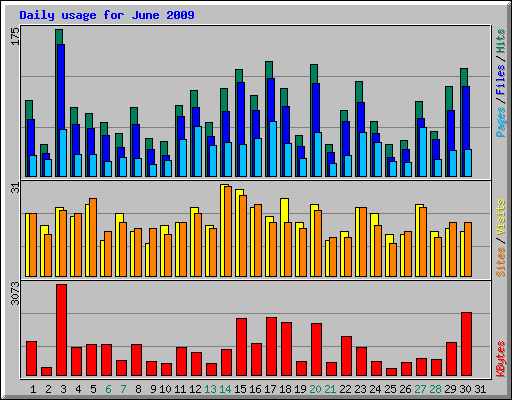 Daily usage for June 2009
175
Pages / Files / Hits
31
Sites / Visits
3073
KBytes
1 2 3 4 5 6 7 8 9 10 11 12 13 14 15 16 17 18 19 20 21 22 23 24 25 26 27 28 29 30 31